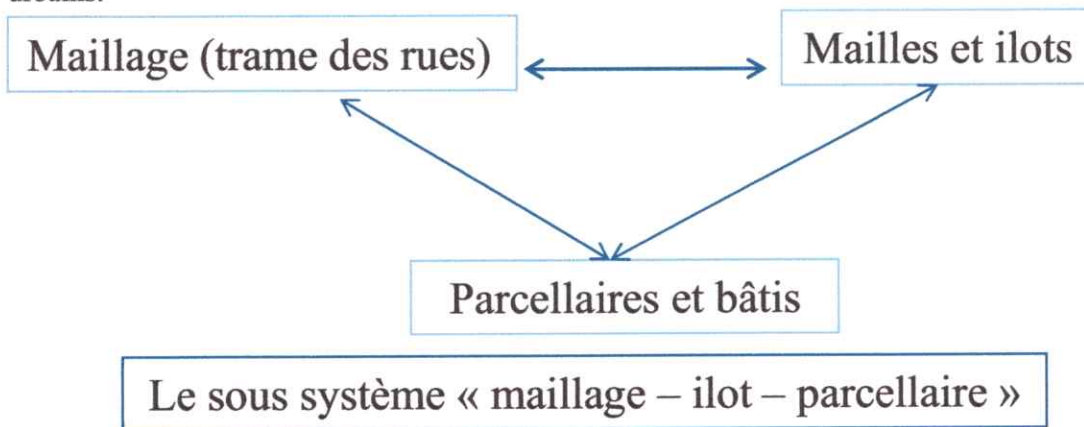 Maillage (trame des rues)
Mailles et ilots
Parcellaires et bâtis
Le sous système « maillage – ilot – parcellaire »